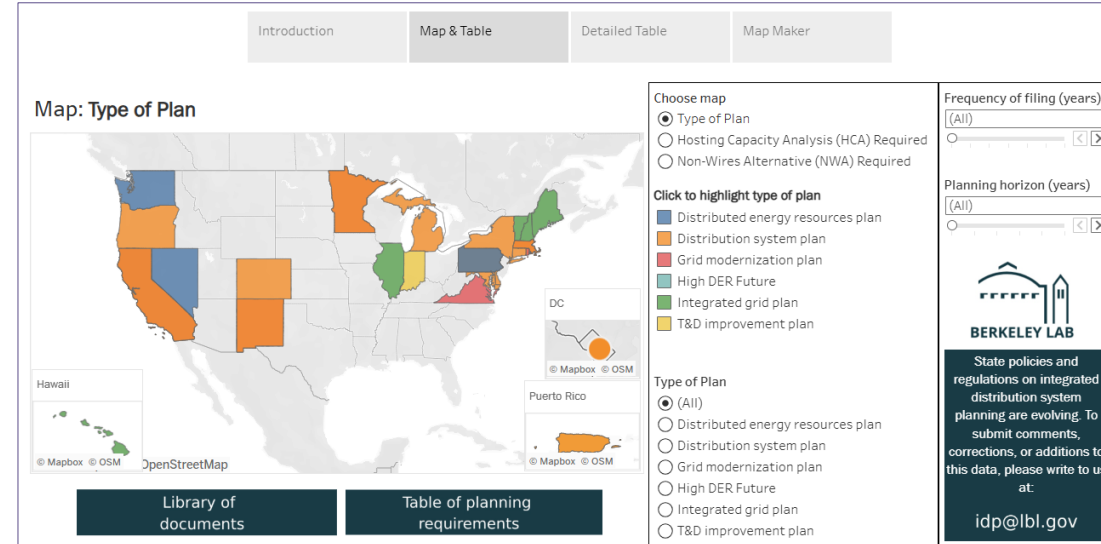 Introduction
Map & Table
Detailed Table
Map Maker
Map: Type of Plan
DC
© Mapbox © OSM
Hawaii
© Mapbox © OSM
OpenStreetMap
Puerto Rico
© Mapbox © OSM
Library of
documents
Table of planning
requirements
Choose map
Type of Plan
Hosting Capacity Analysis (HCA) Required
Non-Wires Alternative (NWA) Required
Click to highlight type of plan
Distributed energy resources plan
Distribution system plan
Grid modernization plan
High DER Future
Integrated grid plan
T&D improvement plan
Type of Plan
(All)
Distributed energy resources plan
Distribution system plan
Grid modernization plan
High DER Future
Integrated grid plan
T&D improvement plan
Frequency of filing (years)
(All)
Planning horizon (years)
(All)
BERKELEY LAB
State policies and
regulations on integrated
distribution system
planning are evolving. To
submit comments,
corrections, or additions to
this data, please write to us
at:
idp@lbl.gov